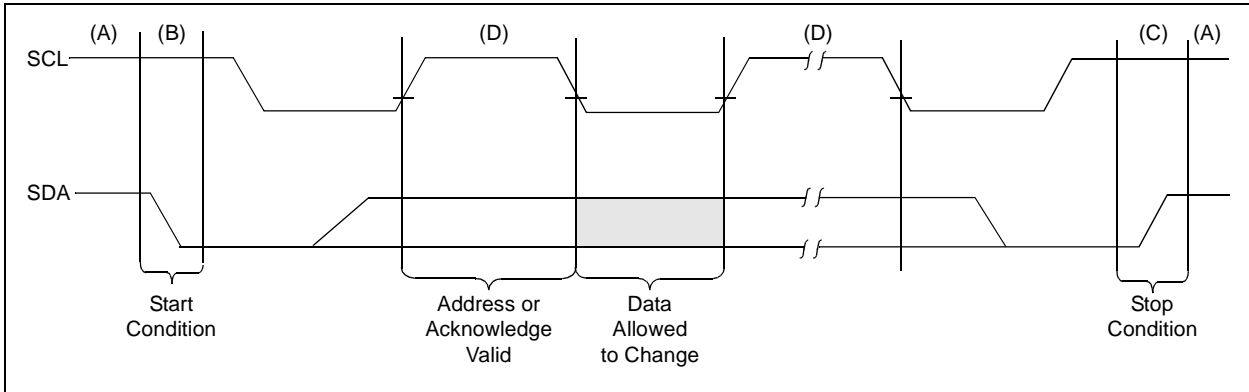 (A) (B) (D) (D) (C) (A)
SCL
SDA
Start
Condition
Address or
Acknowledge
Valid
Data
Allowed
to Change
Stop
Condition